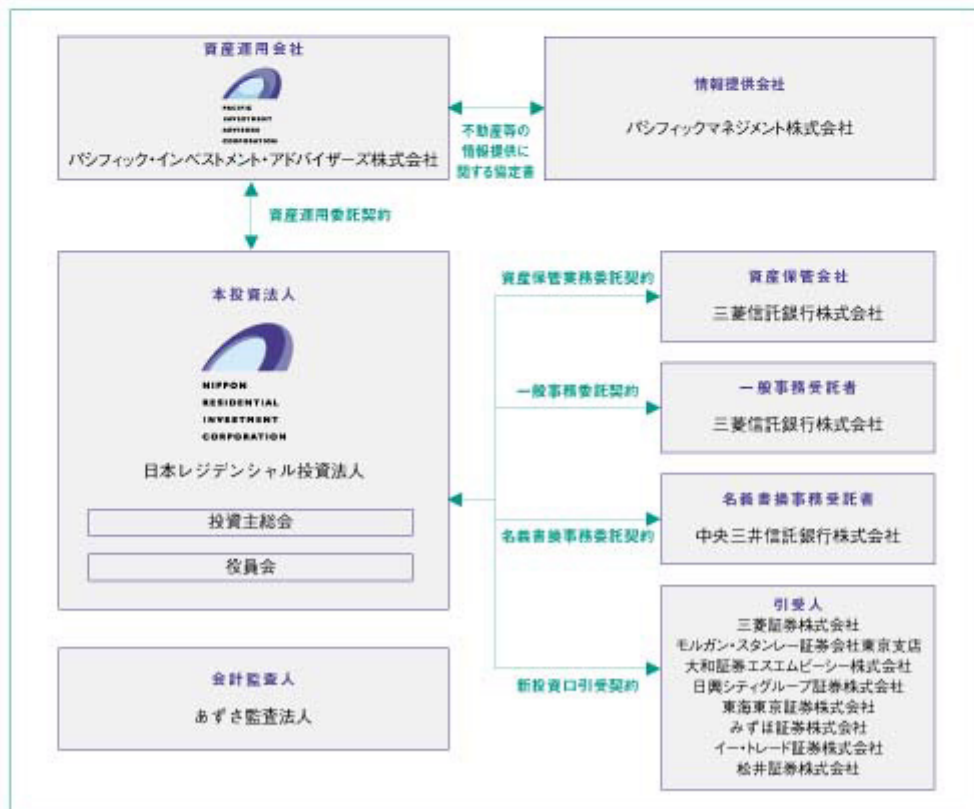 資産運用会社
PACIFIC
INVESTMENT
ADVISORS
CORPORATION
パシフィック・インベストメント・アドバイザーズ株式会社
不動産等の
情報提供に
関する協定書
情報提供会社
パシフィックマネジメント株式会社
資産運用委託契約
本投資法人
NIPPON
RESIDENTIAL
INVESTMENT
CORPORATION
日本レジデンシャル投資法人
投資主総会
役員会
資産保管業務委託契約
資産保管会社
三菱信託銀行株式会社
一般事務委託契約
一般事務受託者
三菱信託銀行株式会社
名義書換事務委託契約
名義書換事務受託者
中央三井信託銀行株式会社
新投資口引受契約
引受人
三菱証券株式会社
モルガン・スタンレー証券会社東京支店
大和証券エスエムビーシー株式会社
日興シティグループ証券株式会社
東海東京証券株式会社
みずほ証券株式会社
イー・トレード証券株式会社
松井証券株式会社
会計監査人
あずさ監査法人